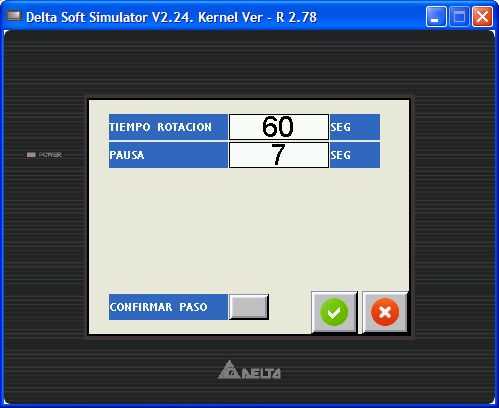 Delta Soft Simulator V2.24. Kernel Ver - R 2.78
TIEMPO ROTACION 60 SEG
PAUSA 7 SEG
POWER
CONFIRMAR PASO
DELTA